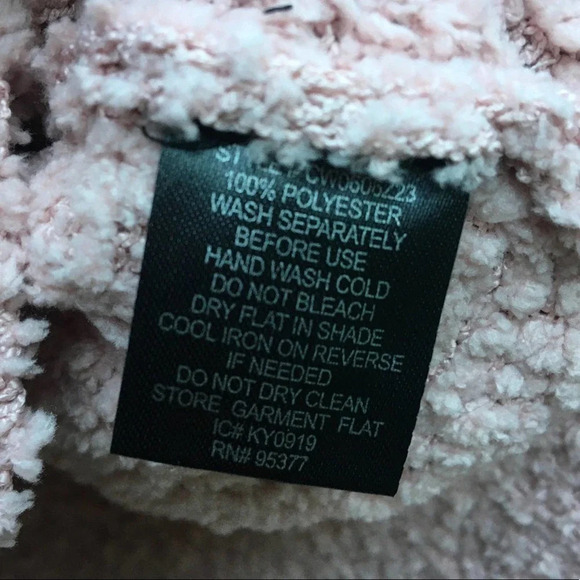 100% POLYESTER
WASH SEPARATELY
BEFORE USE
HAND WASH COLD
DO NOT BLEACH
DRY FLAT IN SHADE
COOL IRON ON REVERSE
IF NEEDED
DO NOT DRY CLEAN
STORE GARMENT FLAT
IC# KY0919
RN# 95377